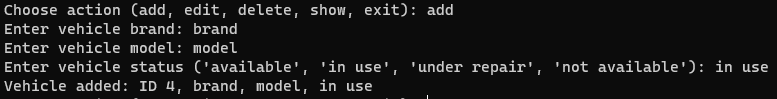 Choose action (add, edit, delete, show, exit): add
Enter vehicle brand: brand
Enter vehicle model: model
Enter vehicle status ('available', 'in use', 'under repair', 'not available'): in use
Vehicle added: ID 4, brand, model, in use